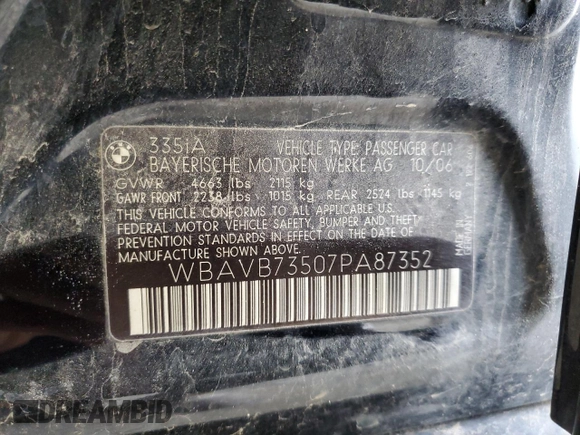 335iA VEHICLE TYPE: PASSENGER CAR
BAYERISCHE MOTOREN WERKE AG 10/06
GVWR 4663 lbs 2115 kg
GAWR FRONT 2238 lbs 1015 kg REAR 2524 lbs 1145 kg
THIS VEHICLE CONFORMS TO ALL APPLICABLE U.S.
FEDERAL MOTOR VEHICLE SAFETY, BUMPER AND THEFT
PREVENTION STANDARDS IN EFFECT ON THE DATE OF
MANUFACTURE SHOWN ABOVE.
WBAVB73507PA87352
MADE IN GERMANY
DREAMBID